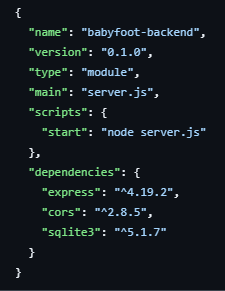 {
  "name": "babyfoot-backend",
  "version": "0.1.0",
  "type": "module",
  "main": "server.js",
  "scripts": {
    "start": "node server.js"
  },
  "dependencies": {
    "express": "^4.19.2",
    "cors": "^2.8.5",
    "sqlite3": "^5.1.7"
  }
}